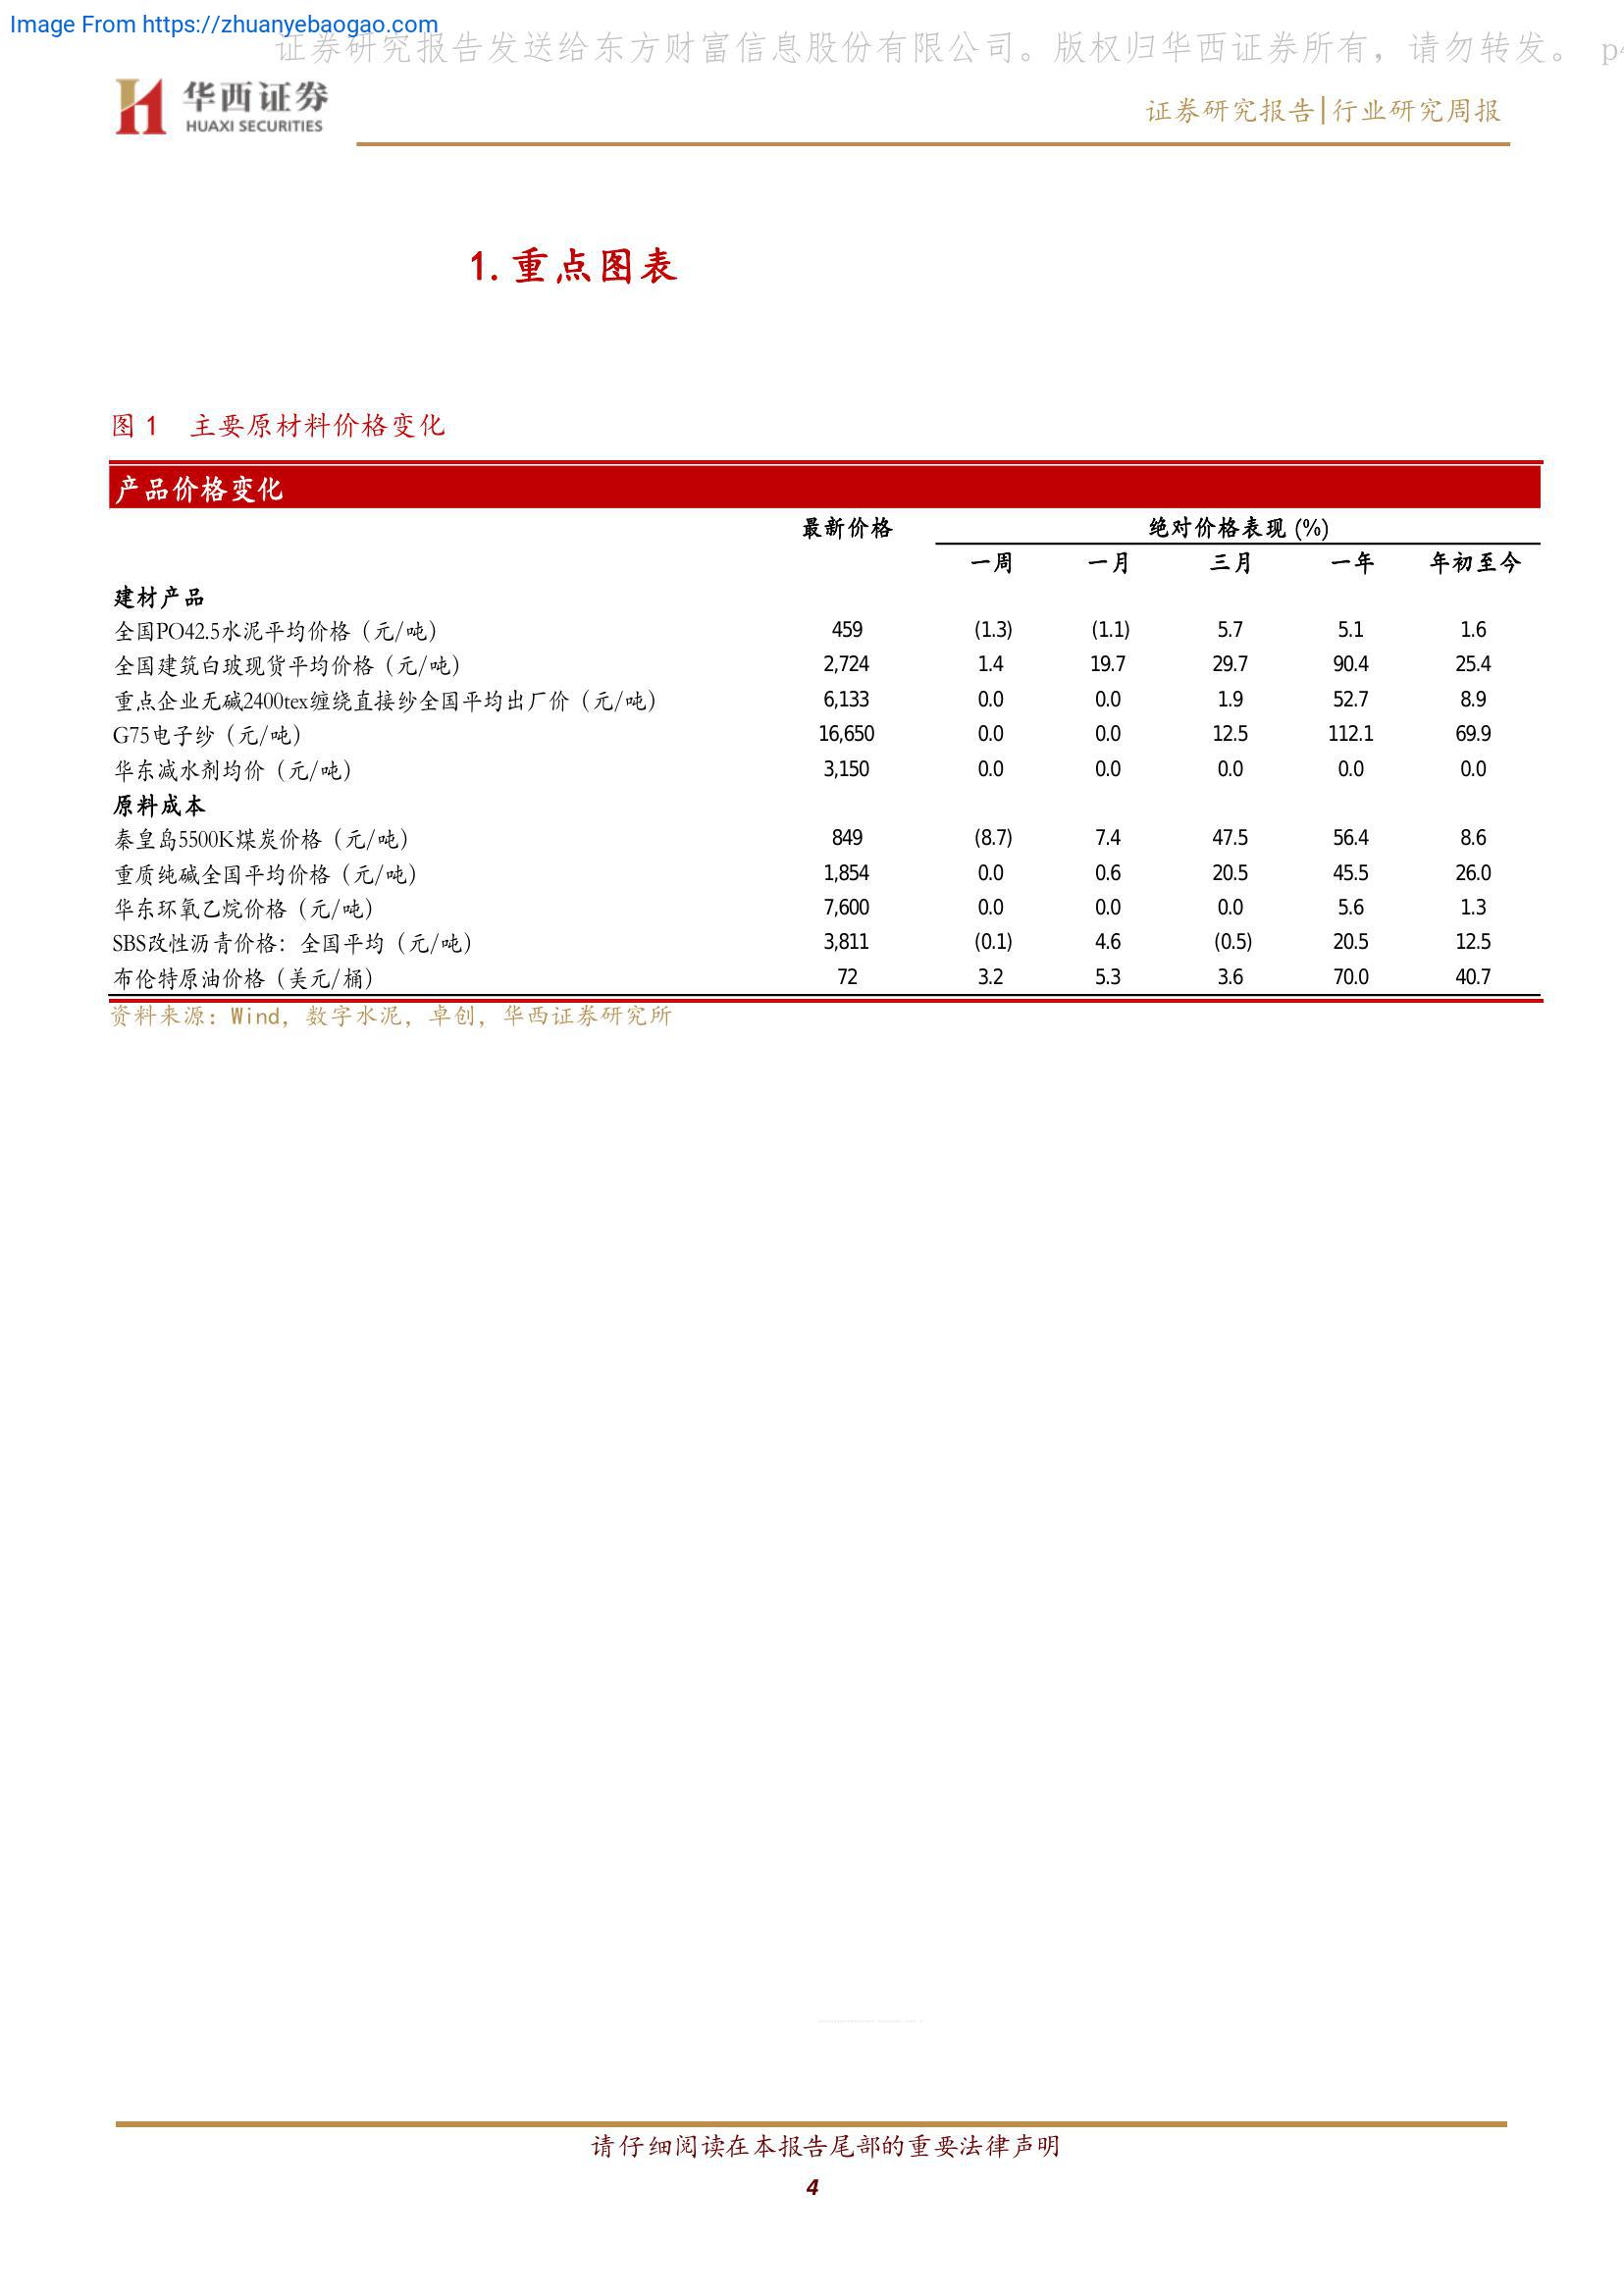 Image From https://zhuanyebaogao.com
证券研究报告发送给东方财富信息股份有限公司。版权归华西证券所有，请勿转发。 p4
华西证券
HUAXI SECURITIES
证券研究报告|行业研究周报
1.重点图表
图 1 主要原材料价格变化
产品价格变化
最新价格 绝对价格表现 (%)
一周 一月 三月 一年 年初至今
建材产品
全国PO42.5水泥平均价格（元/吨） 459 (1.3) (1.1) 5.7 5.1 1.6
全国建筑白玻现货平均价格（元/吨） 2,724 1.4 19.7 29.7 90.4 25.4
重点企业无碱2400tex缠绕直接纱全国平均出厂价（元/吨） 6,133 0.0 0.0 1.9 52.7 8.9
G75电子纱（元/吨） 16,650 0.0 0.0 12.5 112.1 69.9
华东减水剂均价（元/吨） 3,150 0.0 0.0 0.0 0.0 0.0
原料成本
秦皇岛5500K煤炭价格（元/吨） 849 (8.7) 7.4 47.5 56.4 8.6
重质纯碱全国平均价格（元/吨） 1,854 0.0 0.6 20.5 45.5 26.0
华东环氧乙烷价格（元/吨） 7,600 0.0 0.0 0.0 5.6 1.3
SBS改性沥青价格：全国平均（元/吨） 3,811 (0.1) 4.6 (0.5) 20.5 12.5
布伦特原油价格（美元/桶） 72 3.2 5.3 3.6 70.0 40.7
资料来源：Wind，数字水泥，卓创，华西证券研究所
请仔细阅读在本报告尾部的重要法律声明
4